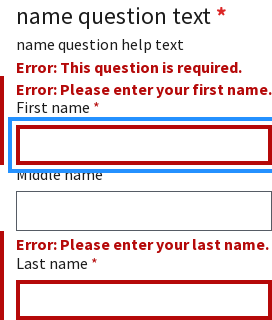 name question text *
name question help text
Error: This question is required.
Error: Please enter your first name.
First name *
Middle name
Error: Please enter your last name.
Last name *